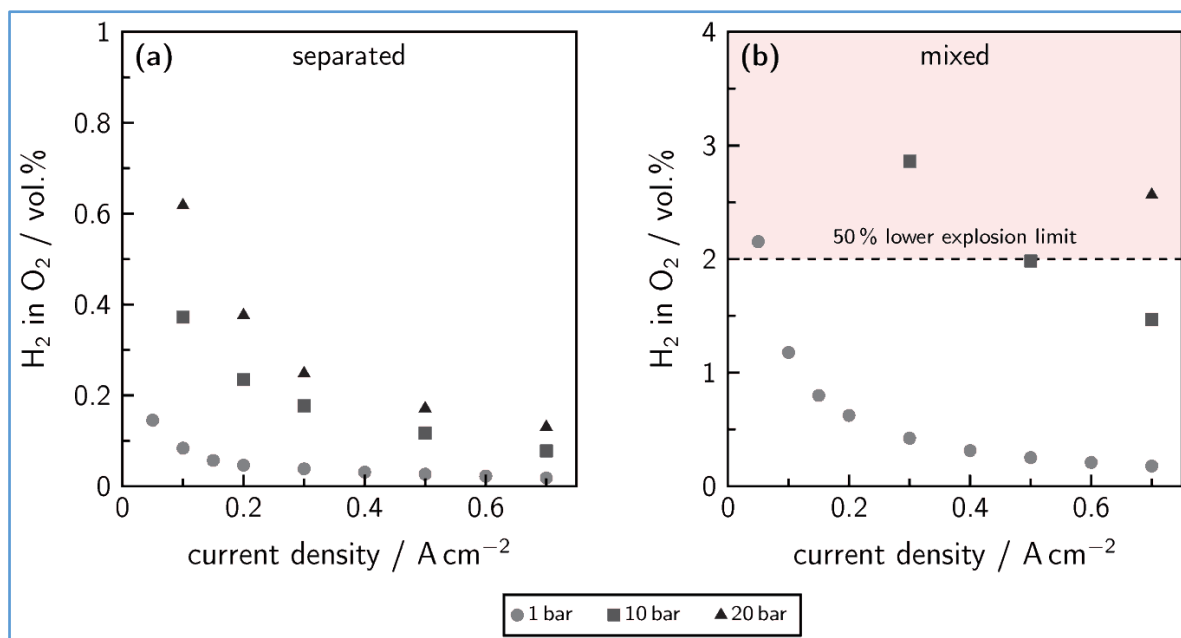 (a) separated
1
0.8
0.6
0.4
0.2
0
H₂ in O₂ / vol.%
0 0.2 0.4 0.6
current density / A cm⁻²
(b) mixed
4
3
2
1
0
H₂ in O₂ / vol.%
50 % lower explosion limit
0 0.2 0.4 0.6
current density / A cm⁻²
1 bar 10 bar 20 bar